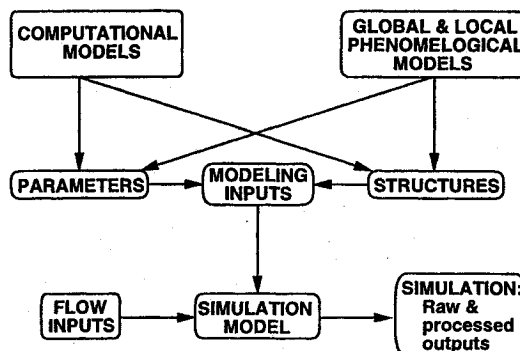 COMPUTATIONAL
MODELS
GLOBAL & LOCAL
PHENOMELOGICAL
MODELS
PARAMETERS
MODELING
INPUTS
STRUCTURES
FLOW
INPUTS
SIMULATION
MODEL
SIMULATION:
Raw &
processed
outputs